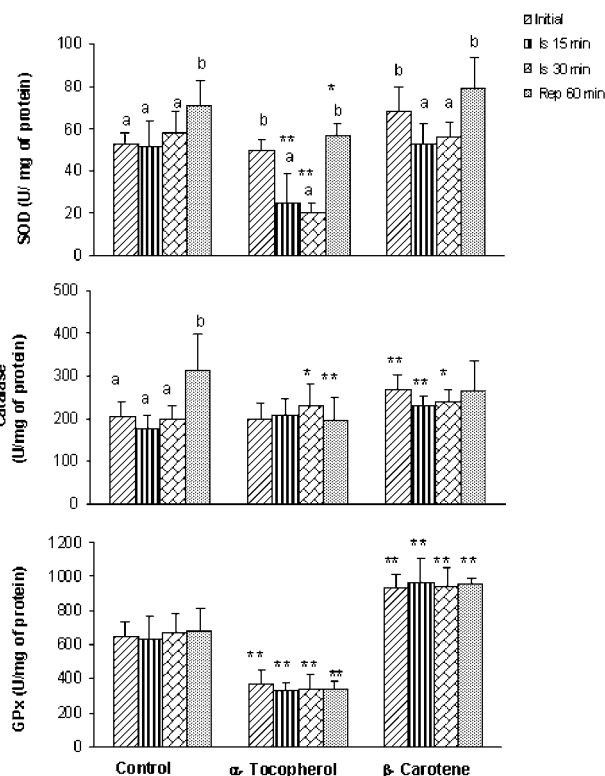 Initial
Is 15 min
Is 30 min
Rep 60 min
SOD (U/ mg of protein)
100
80
60
40
20
0
a a a b
b ** a ** a * b
b a a b
Catalase
(U/mg of protein)
500
400
300
200
100
0
a a a b
* **
** ** *
GPx (U/mg of protein)
1200
1000
800
600
400
200
0
** ** ** **
** ** ** **
Control α- Tocopherol β- Carotene